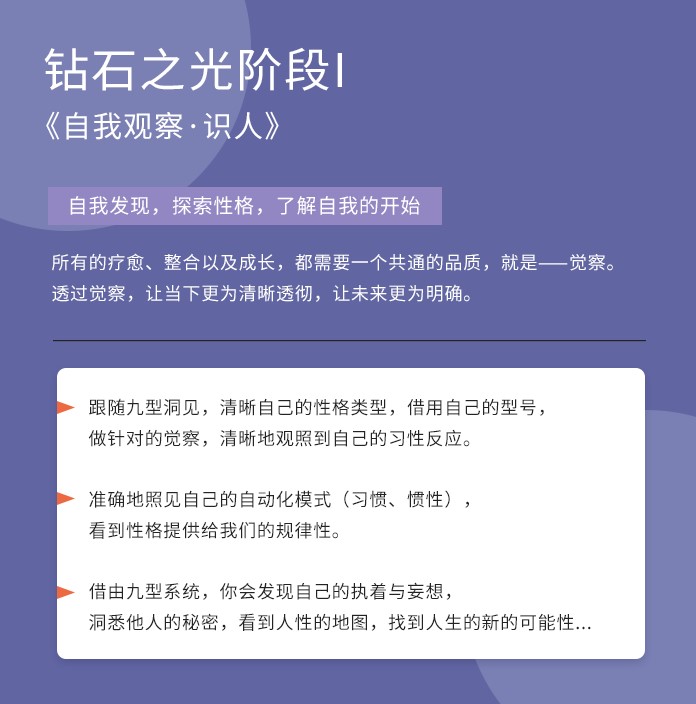 钻石之光阶段I
《自我观察·识人》
自我发现，探索性格，了解自我的开始
所有的疗愈、整合以及成长，都需要一个共通的品质，就是——觉察。
透过觉察，让当下更为清晰透彻，让未来更为明确。
跟随九型洞见，清晰自己的性格类型，借用自己的型号，
做针对的觉察，清晰地观照到自己的习性反应。
准确地照见自己的自动化模式（习惯、惯性），
看到性格提供给我们的规律性。
借由九型系统，你会发现自己的执着与妄想，
洞悉他人的秘密，看到人性的地图，找到人生的新的可能性...